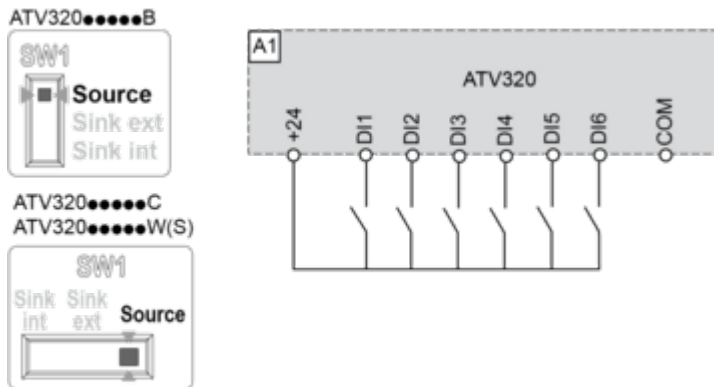 ATV320●●●●●B
SW1
Source
Sink ext
Sink int
ATV320●●●●●C
ATV320●●●●●W(S)
SW1
Sink int
Sink ext
Source
A1
ATV320
+24
DI1
DI2
DI3
DI4
DI5
DI6
COM